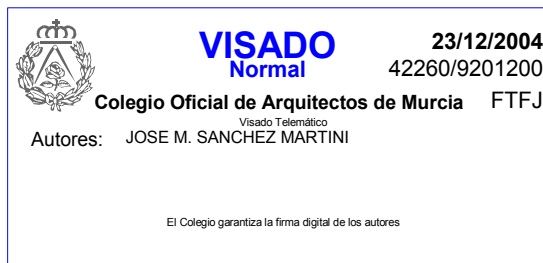 VISADO
Normal
23/12/2004
42260/9201200
Colegio Oficial de Arquitectos de Murcia FTFJ
Visado Telemático
Autores: JOSE M. SANCHEZ MARTINI
El Colegio garantiza la firma digital de los autores